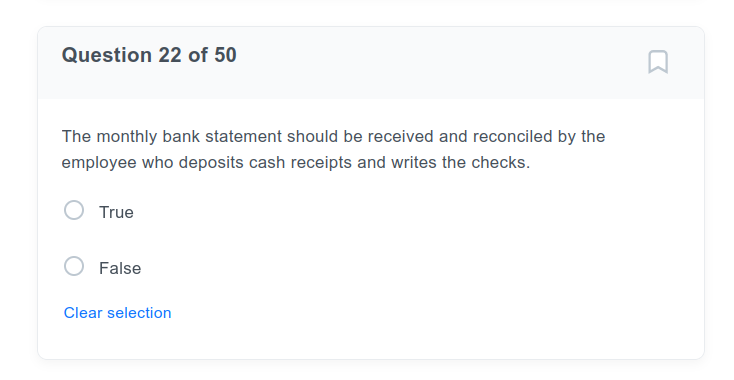 Question 22 of 50
The monthly bank statement should be received and reconciled by the
employee who deposits cash receipts and writes the checks.
True
False
Clear selection